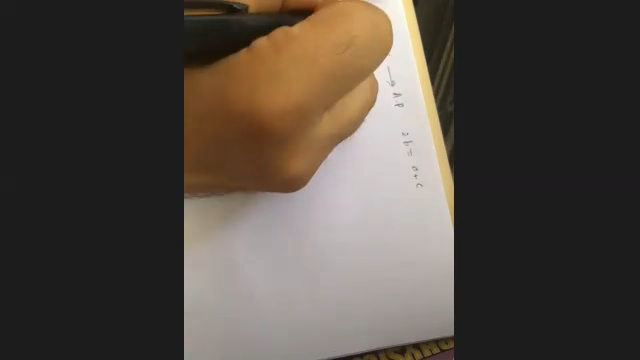 → AP 2b = a+c